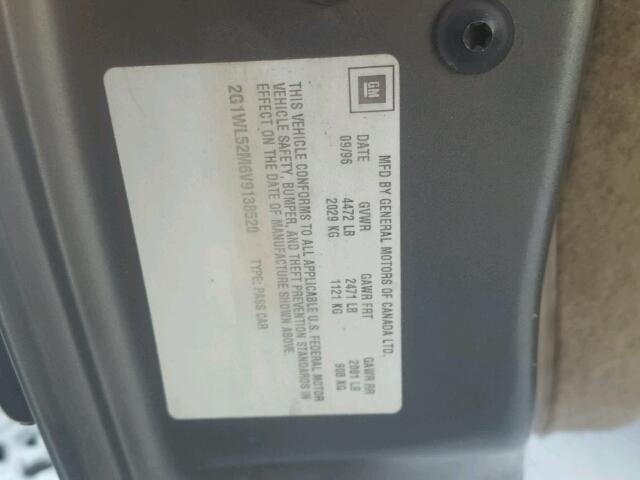 GM
MFD BY GENERAL MOTORS OF CANADA LTD.
DATE GVWR GAWR FRT GAWR RR
09/96 4472 LB 2471 LB 2001 LB
2029 KG 1121 KG 908 KG
THIS VEHICLE CONFORMS TO ALL APPLICABLE U.S. FEDERAL MOTOR
VEHICLE SAFETY, BUMPER, AND THEFT PREVENTION STANDARDS IN
EFFECT ON THE DATE OF MANUFACTURE SHOWN ABOVE.
2G1WL52M6V9138520 TYPE: PASS CAR